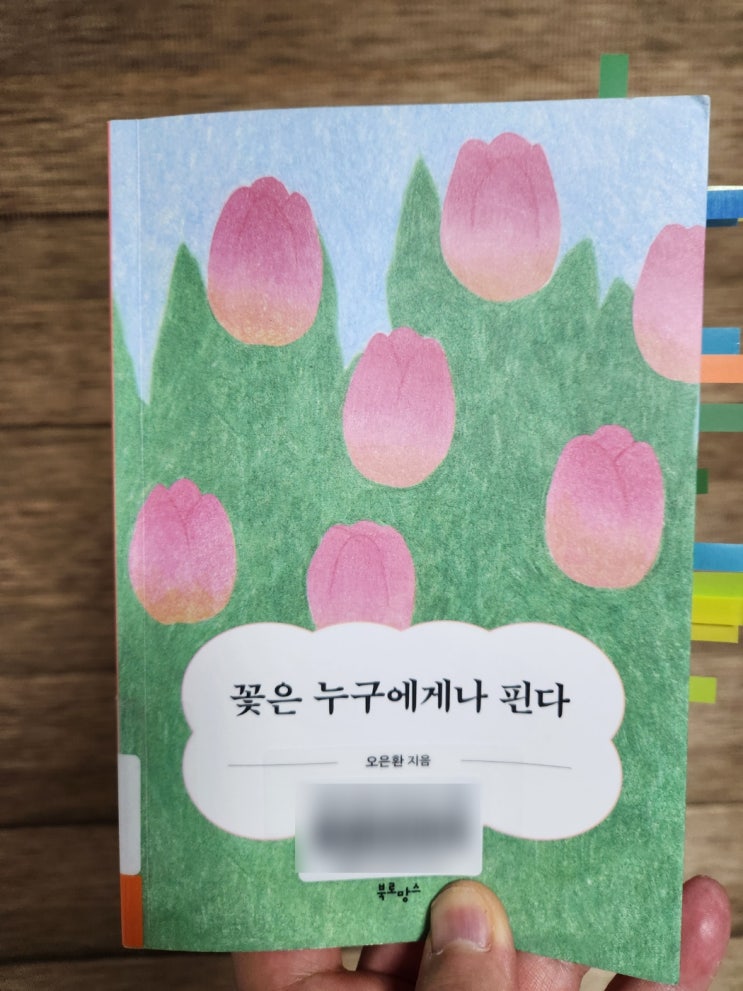 꽃은 누구에게나 핀다
오은환 지음
북로망스